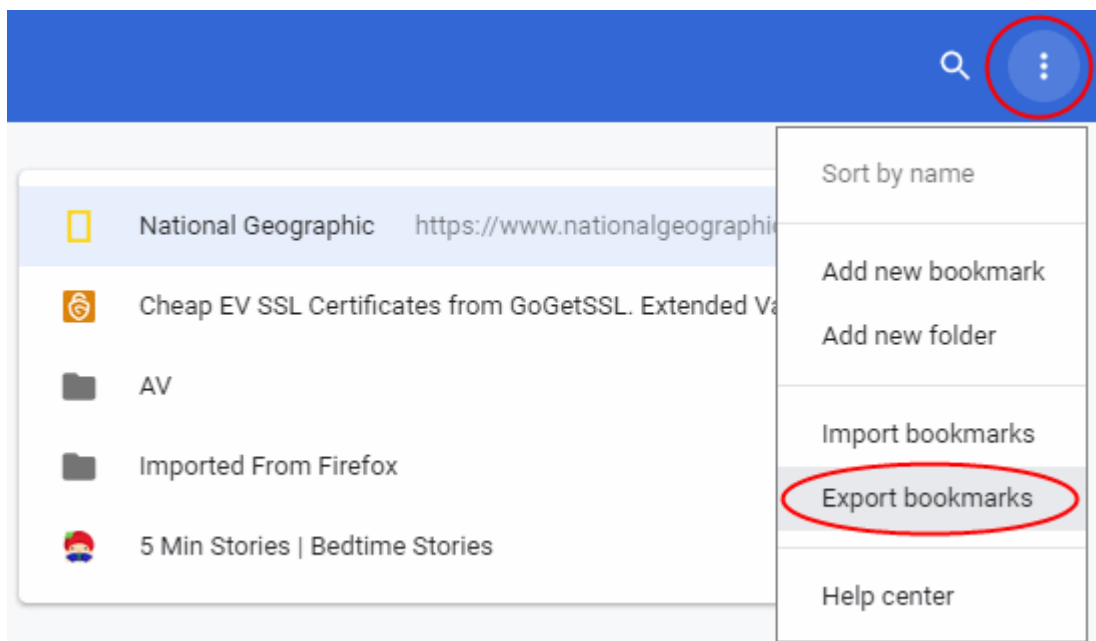 Sort by name
National Geographic https://www.nationalgeographi
Add new bookmark
Cheap EV SSL Certificates from GoGetSSL. Extended Va
Add new folder
AV
Import bookmarks
Imported From Firefox
Export bookmarks
5 Min Stories | Bedtime Stories
Help center